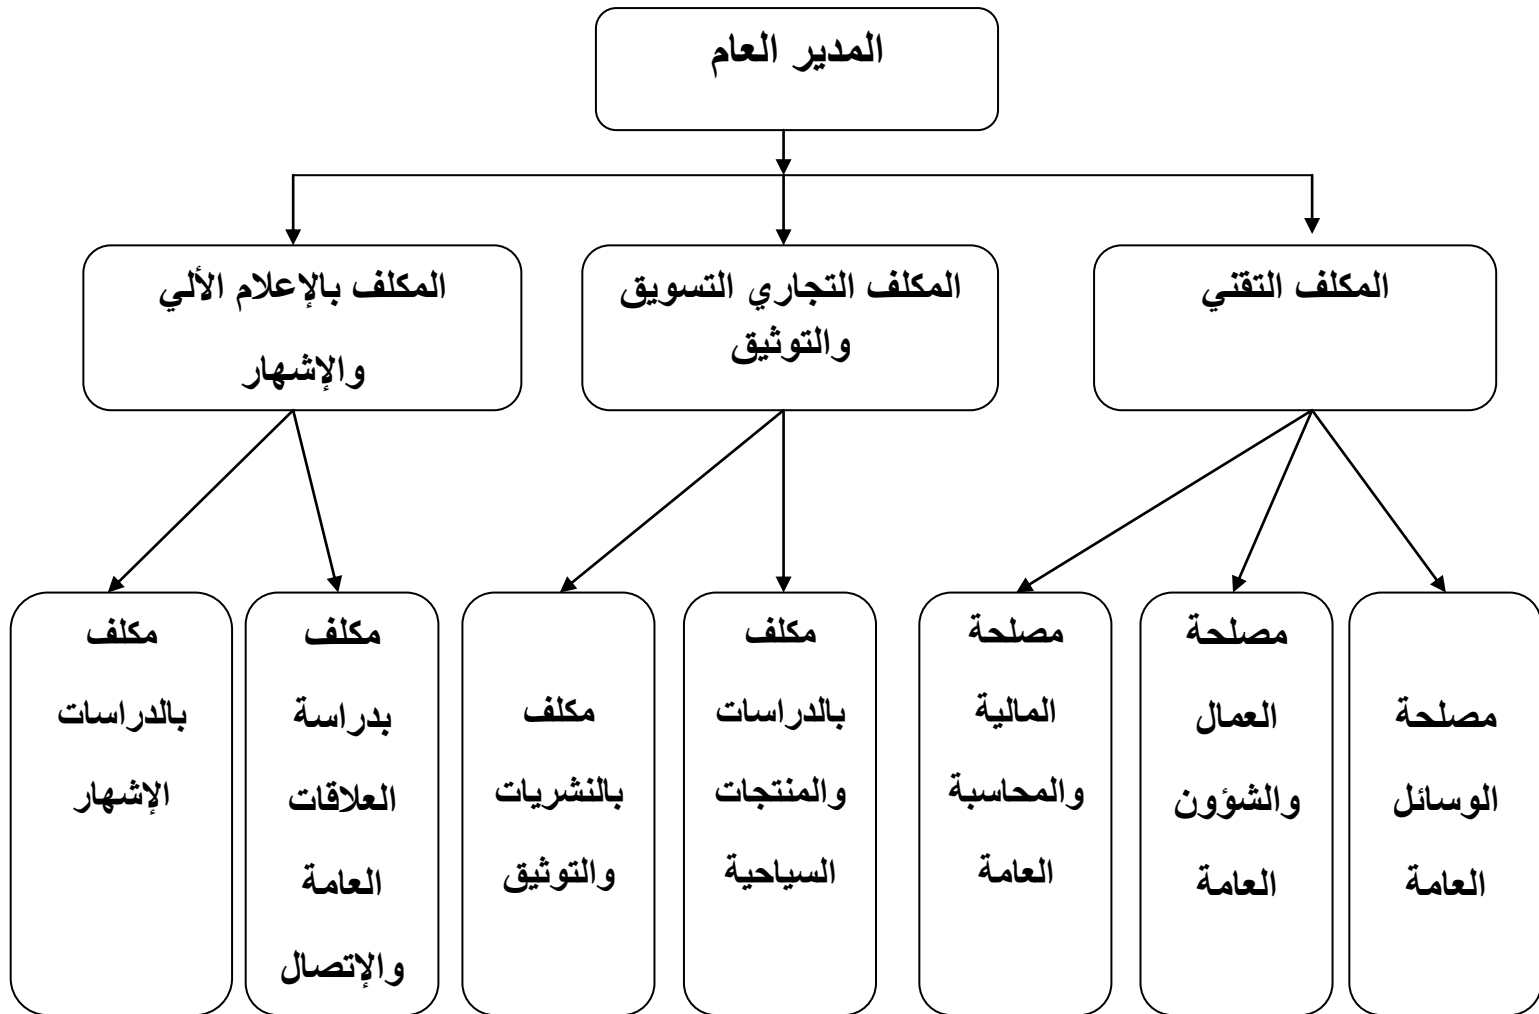 المدير العام
المكلف التقني
المكلف التجاري التسويق
والتوثيق
المكلف بالإعلام الألي
والإشهار
مصلحة
الوسائل
العامة
مصلحة
العمال
والشؤون
العامة
مصلحة
المالية
والمحاسبة
العامة
مكلف
بالدراسات
والمنتجات
السياحية
مكلف
بالنشريات
والتوثيق
مكلف
بدراسة
العلاقات
العامة
والإتصال
مكلف
بالدراسات
الإشهار